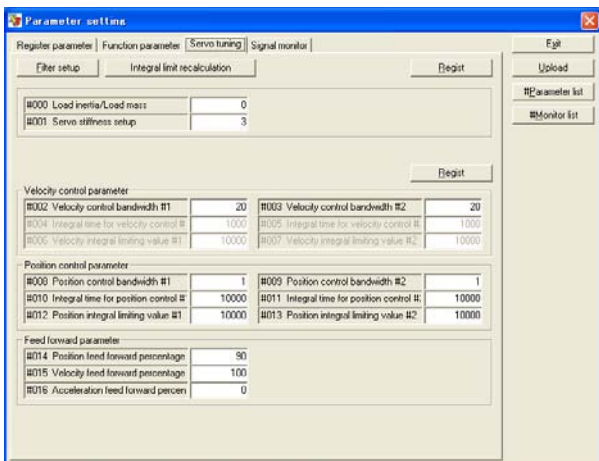 Parameter setting
Register parameter Function parameter Servo tuning Signal monitor
Exit
Filter setup Integral limit recalculation Regist Upload
#Parameter list
#Monitor list
#000 Load inertia/Load mass 0
#001 Servo stiffness setup 3
Regist
Velocity control parameter
#002 Velocity control bandwidth #1 20 #003 Velocity control bandwidth #2 20
#004 Integral time for velocity control # 1000 #005 Integral time for velocity control #: 1000
#006 Velocity integral limiting value #1 10000 #007 Velocity integral limiting value #2 10000
Position control parameter
#008 Position control bandwidth #1 1 #009 Position control bandwidth #2 1
#010 Integral time for position control #' 10000 #011 Integral time for position control #: 10000
#012 Position integral limiting value #1 10000 #013 Position integral limiting value #2 10000
Feed forward parameter
#014 Position feed forward percentage 90
#015 Velocity feed forward percentage 100
#016 Acceleration feed forward percen 0